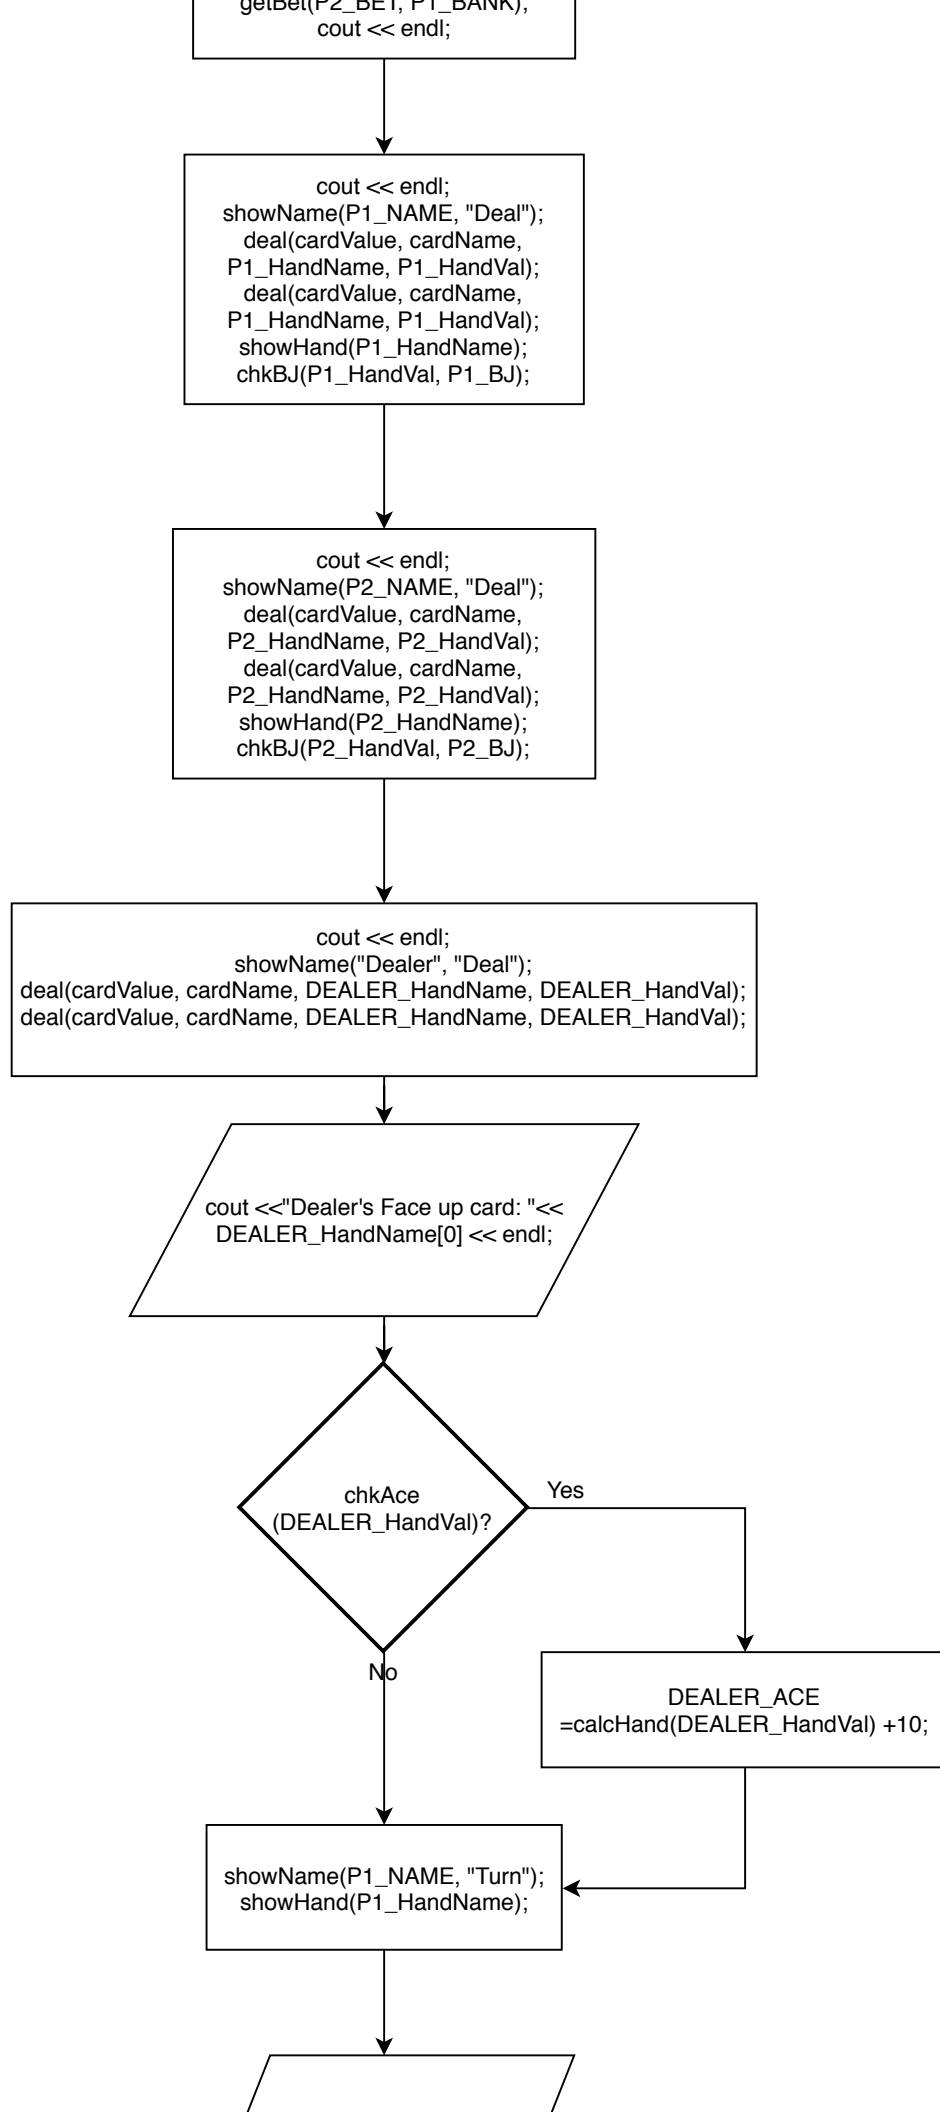 getBet(P2_BET, P1_BANK);
cout << endl;
cout << endl;
showName(P1_NAME, "Deal");
deal(cardValue, cardName,
P1_HandName, P1_HandVal);
deal(cardValue, cardName,
P1_HandName, P1_HandVal);
showHand(P1_HandName);
chkBJ(P1_HandVal, P1_BJ);
cout << endl;
showName(P2_NAME, "Deal");
deal(cardValue, cardName,
P2_HandName, P2_HandVal);
deal(cardValue, cardName,
P2_HandName, P2_HandVal);
showHand(P2_HandName);
chkBJ(P2_HandVal, P2_BJ);
cout << endl;
showName("Dealer", "Deal");
deal(cardValue, cardName, DEALER_HandName, DEALER_HandVal);
deal(cardValue, cardName, DEALER_HandName, DEALER_HandVal);
cout <<"Dealer's Face up card: "<<
DEALER_HandName[0] << endl;
chkAce
(DEALER_HandVal)?
Yes
No
DEALER_ACE
=calcHand(DEALER_HandVal) +10;
showName(P1_NAME, "Turn");
showHand(P1_HandName);